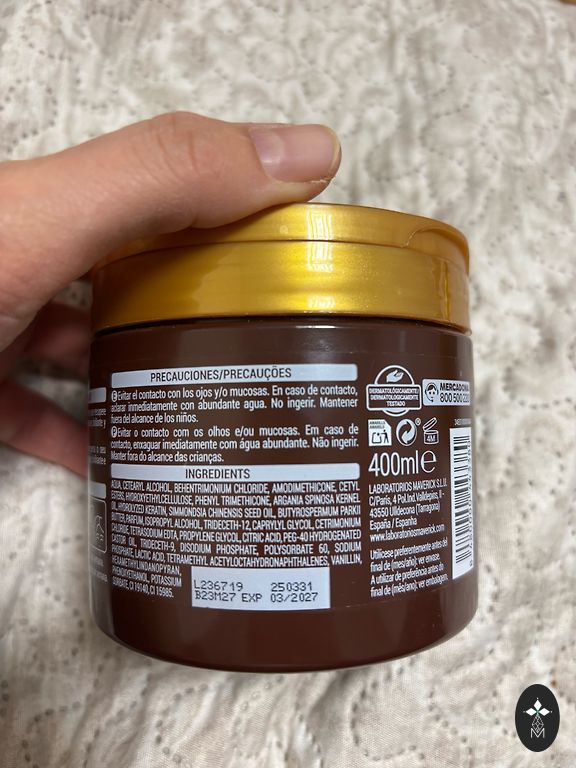 PRECAUCIONES/PRECAUÇÕES
Evitar el contacto con los ojos y/o mucosas. En caso de contacto,
aclarar inmediatamente con abundante agua. No ingerir. Mantener
fuera del alcance de los niños.
Evitar o contacto com os olhos e/ou mucosas. Em caso de
contacto, enxaguar imediatamente com água abundante. Não ingerir.
Manter fora do alcance das crianças.
INGREDIENTS
AQUA, CETEARYL ALCOHOL, BEHENTRIMONIUM CHLORIDE, AMODIMETHICONE, CETYL
ESTERS, HYDROXYETHYLCELLULOSE, PHENYL TRIMETHICONE, ARGANIA SPINOSA KERNEL
OIL, HYDROLYZED KERATIN, SIMMONDSIA CHINENSIS SEED OIL, BUTYROSPERMUM PARKII
BUTTER, PARFUM, ISOPROPYL ALCOHOL, TRIDECETH-12, CAPRYLYL GLYCOL, CETRIMONIUM
CHLORIDE, TETRASODIUM EDTA, PROPYLENE GLYCOL, CITRIC ACID, PEG-40 HYDROGENATED
CASTOR OIL, TRIDECETH-9, DISODIUM PHOSPHATE, POLYSORBATE 60, SODIUM
PHOSPHATE, LACTIC ACID, TETRAMETHYL ACETYLOCTAHYDRONAPHTHALENES, VANILLIN,
HEXAMETHYLINDANOPYRAN,
PHENOXYETHANOL, POTASSIUM
SORBATE, CI 19140, CI 15985.
L236719 250331
B23M27 EXP 03/2027
DERMATOLÓGICAMENTE
DERMATOLOGICAMENTE
TESTADO
MERCADONA
800 500 220
AMARILLO
AMARELO
4M
400ml e
LABORATORIOS MAVERICK S.L.U.
C/París, 4 Pol.Ind. Valldepins, II -
43550 Ulldecona (Tarragona)
España / Espanha
www.laboratoriosmaverick.com
Utilícese preferentemente antes del
final de (mes/año): ver envase.
A utilizar de preferência antes do
final de (mês/ano): ver embalagem.
M